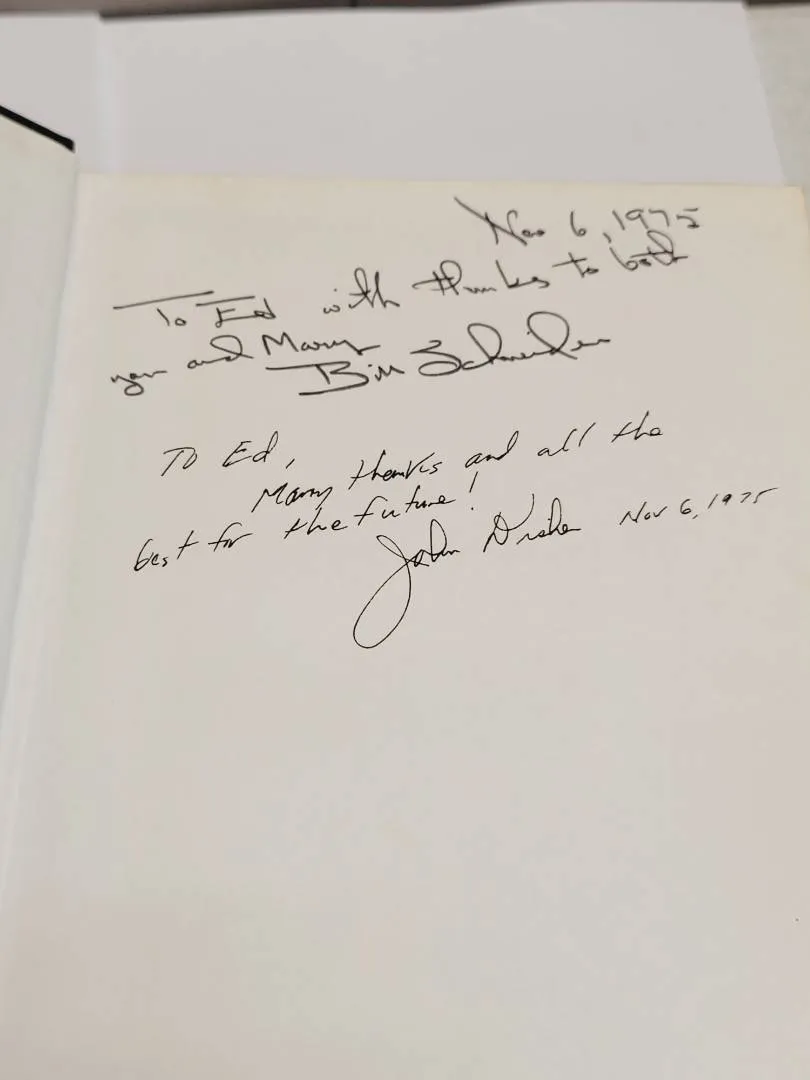 Nov 6, 1975
To Ed with thanks to both
you and Mary
Bill Schneider
To Ed,
Many thanks and all the
best for the future!
John Drake Nov 6, 1975